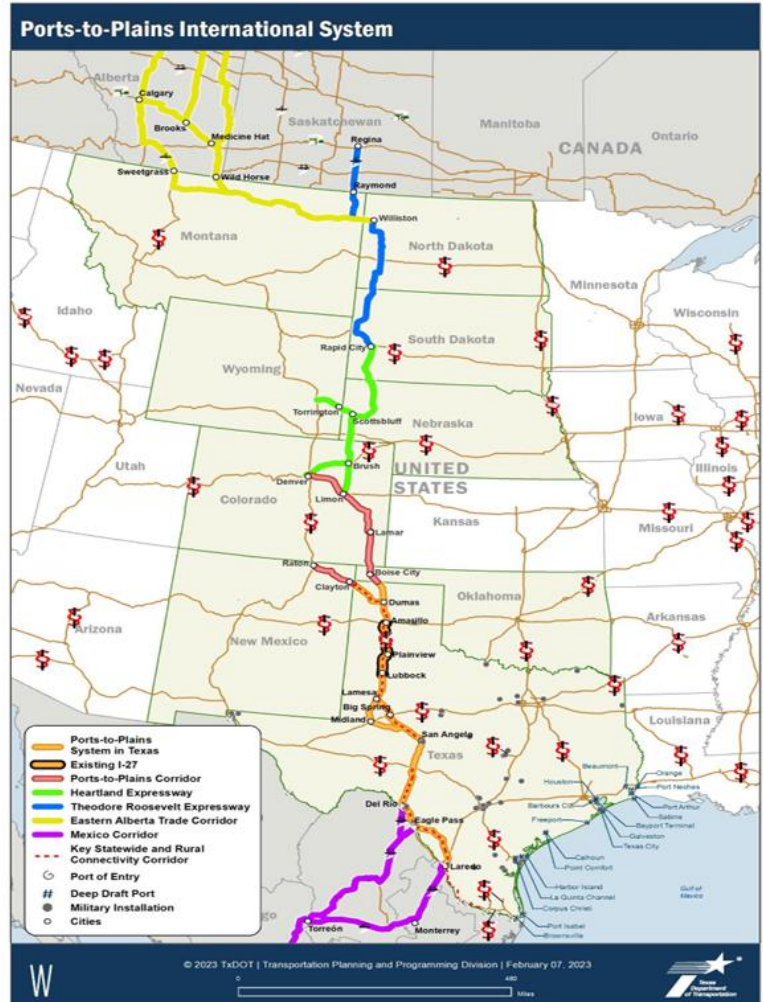 Ports-to-Plains International System
Alberta
Calgary
Saskatchewan
Manitoba
Ontario
CANADA
Brooks
Medicine Hat
Regina
Sweetgrass
Wild Horse
Raymond
Williston
Montana
North Dakota
Minnesota
Idaho
Wisconsin
Rapid City
South Dakota
Wyoming
Nevada
Torrington
Scottsbluff
Nebraska
Iowa
Utah
Denver
Brush
UNITED
STATES
Illinois
Colorado
Limon
Kansas
Missouri
Lamar
Raton
Boise City
Clayton
Oklahoma
Dumas
Arizona
New Mexico
Amarillo
Arkansas
Plainview
Lubbock
Lamesa
Big Spring
Midland
San Angelo
Texas
Louisiana
Beaumont
Orange
Houston
Port Neches
Port Arthur
Sabine
Freeport
Bayport Terminal
Galveston
Texas City
Del Rio
Eagle Pass
Calhoun
Point Comfort
Laredo
Harbor Island
La Quinta Channel
Corpus Christi
Gulf of
Mexico
Port Isabel
Brownsville
Torreón
Monterrey
Ports-to-Plains
System in Texas
Existing I-27
Ports-to-Plains Corridor
Heartland Expressway
Theodore Roosevelt Expressway
Eastern Alberta Trade Corridor
Mexico Corridor
Key Statewide and Rural
Connectivity Corridor
Port of Entry
Deep Draft Port
Military Installation
Cities
W
© 2023 TxDOT | Transportation Planning and Programming Division | February 07, 2023
0
480
Miles
Texas
Department
of Transportation